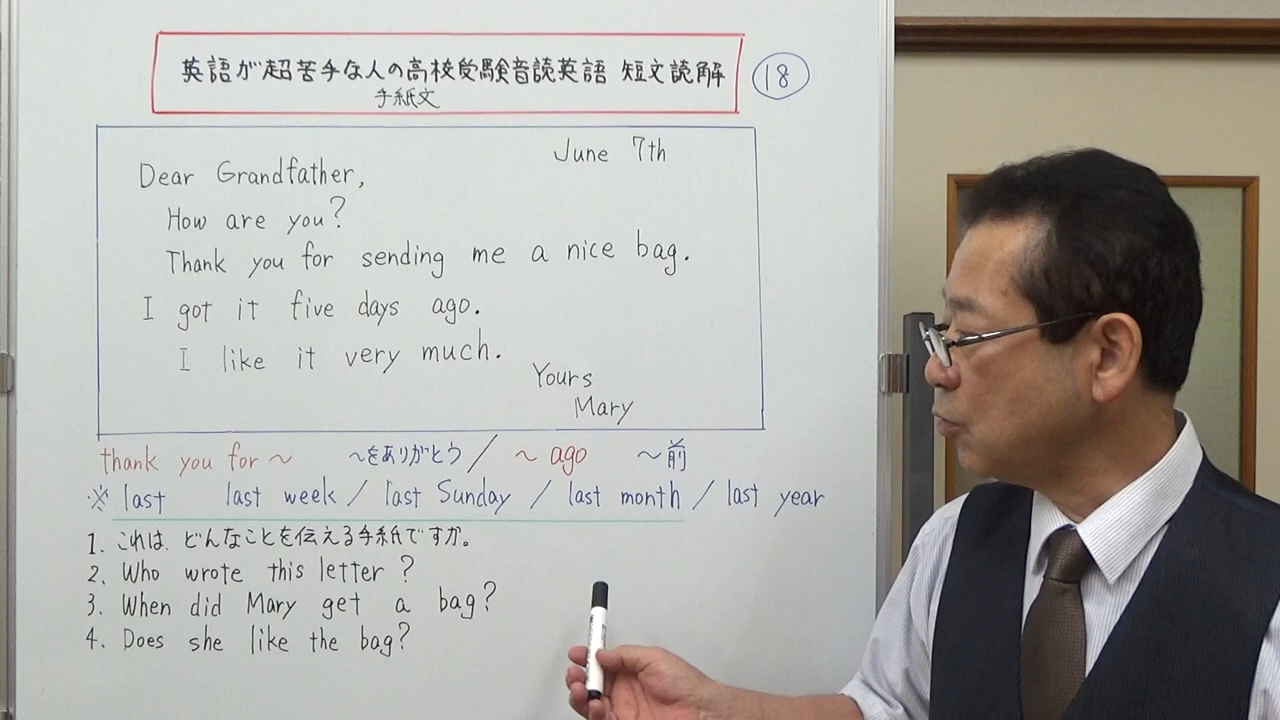 英語が超苦手な人の高校受験音読英語 短文読解
手紙文
18
June 7th
Dear Grandfather,
How are you?
Thank you for sending me a nice bag.
I got it five days ago.
I like it very much.
Yours
Mary
thank you for ～ ～をありがとう / ～ ago ～前
※ last last week / last Sunday / last month / last year
1. これは、どんなことを伝える手紙ですか。
2. Who wrote this letter ?
3. When did Mary get a bag?
4. Does she like the bag?